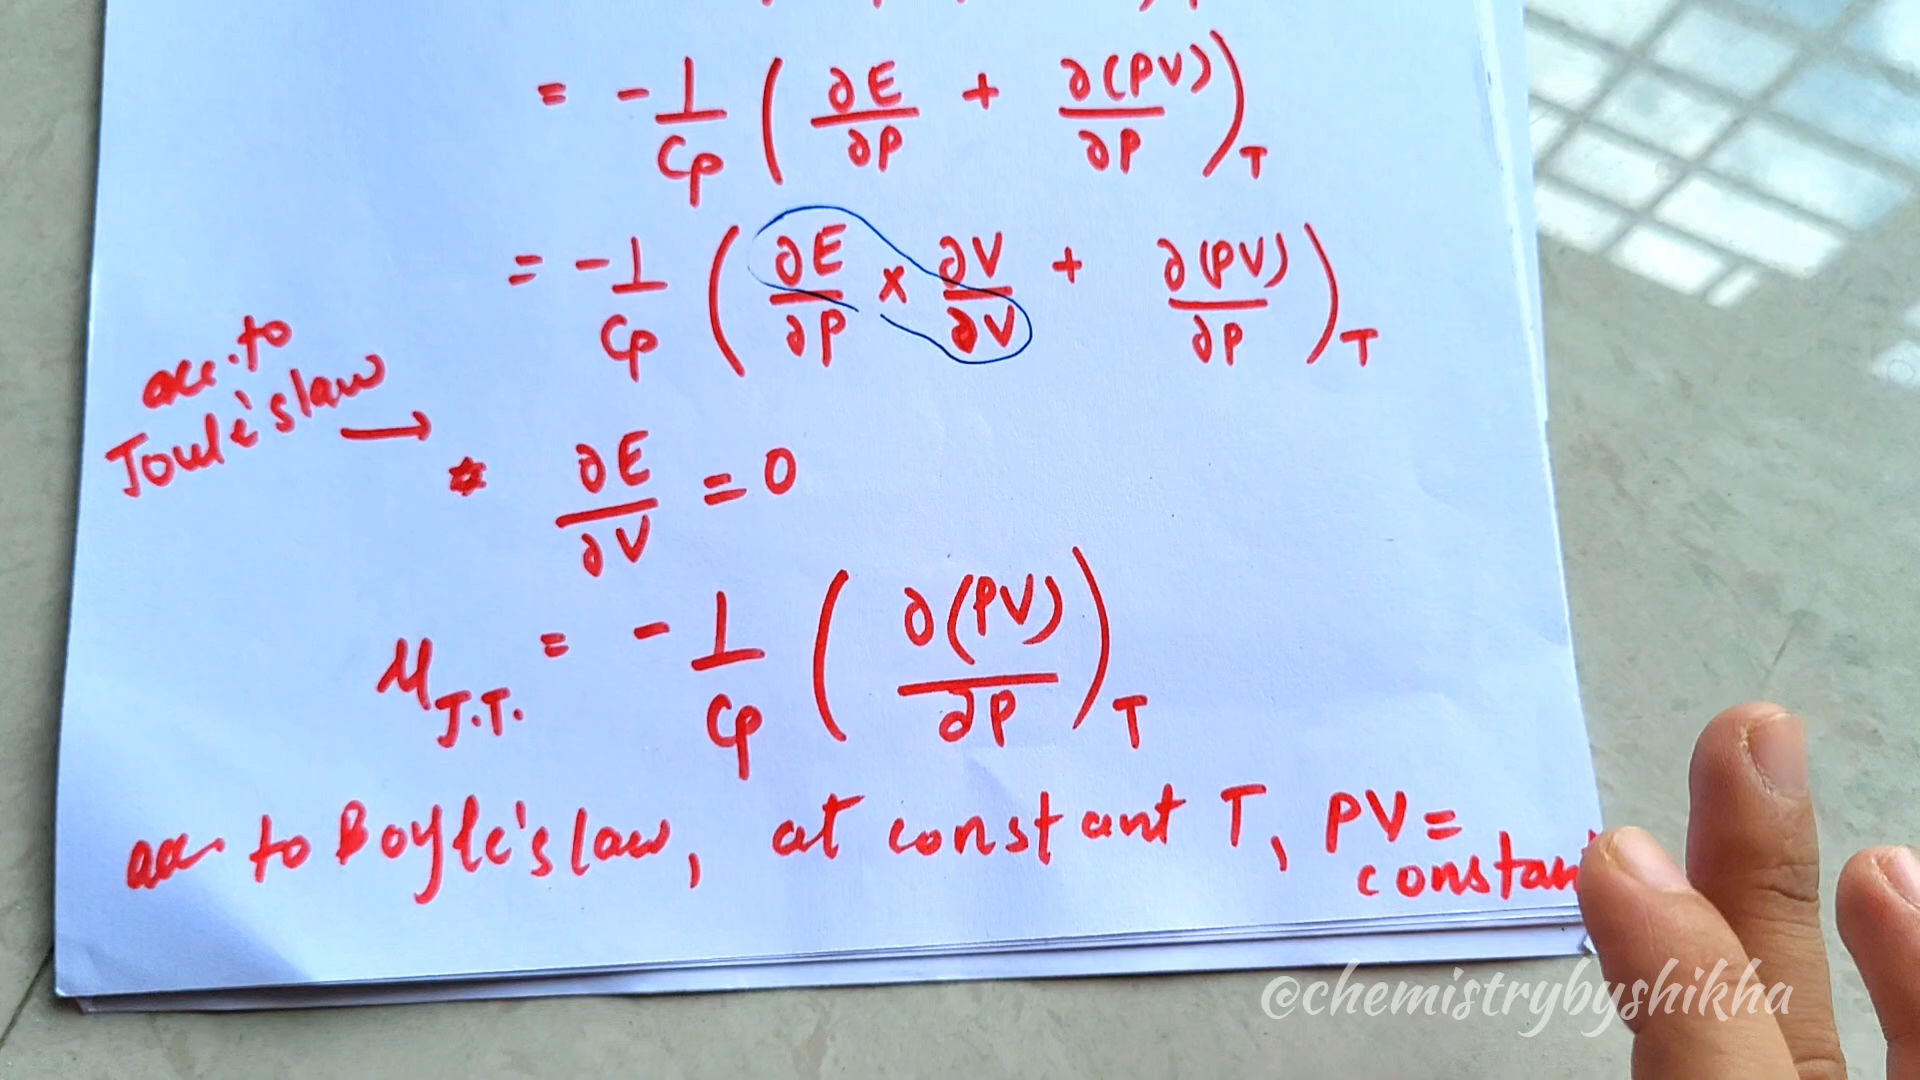 = -1/Cp (∂E/∂P + ∂(PV)/∂P)T
= -1/Cp (∂E/∂P × ∂V/∂V + ∂(PV)/∂P)T
acc. to
Joule's law →
* ∂E/∂V = 0
μJ.T. = -1/Cp (∂(PV)/∂P)T
acc. to Boyle's law, at constant T, PV =
constant
@chemistrybyshikha